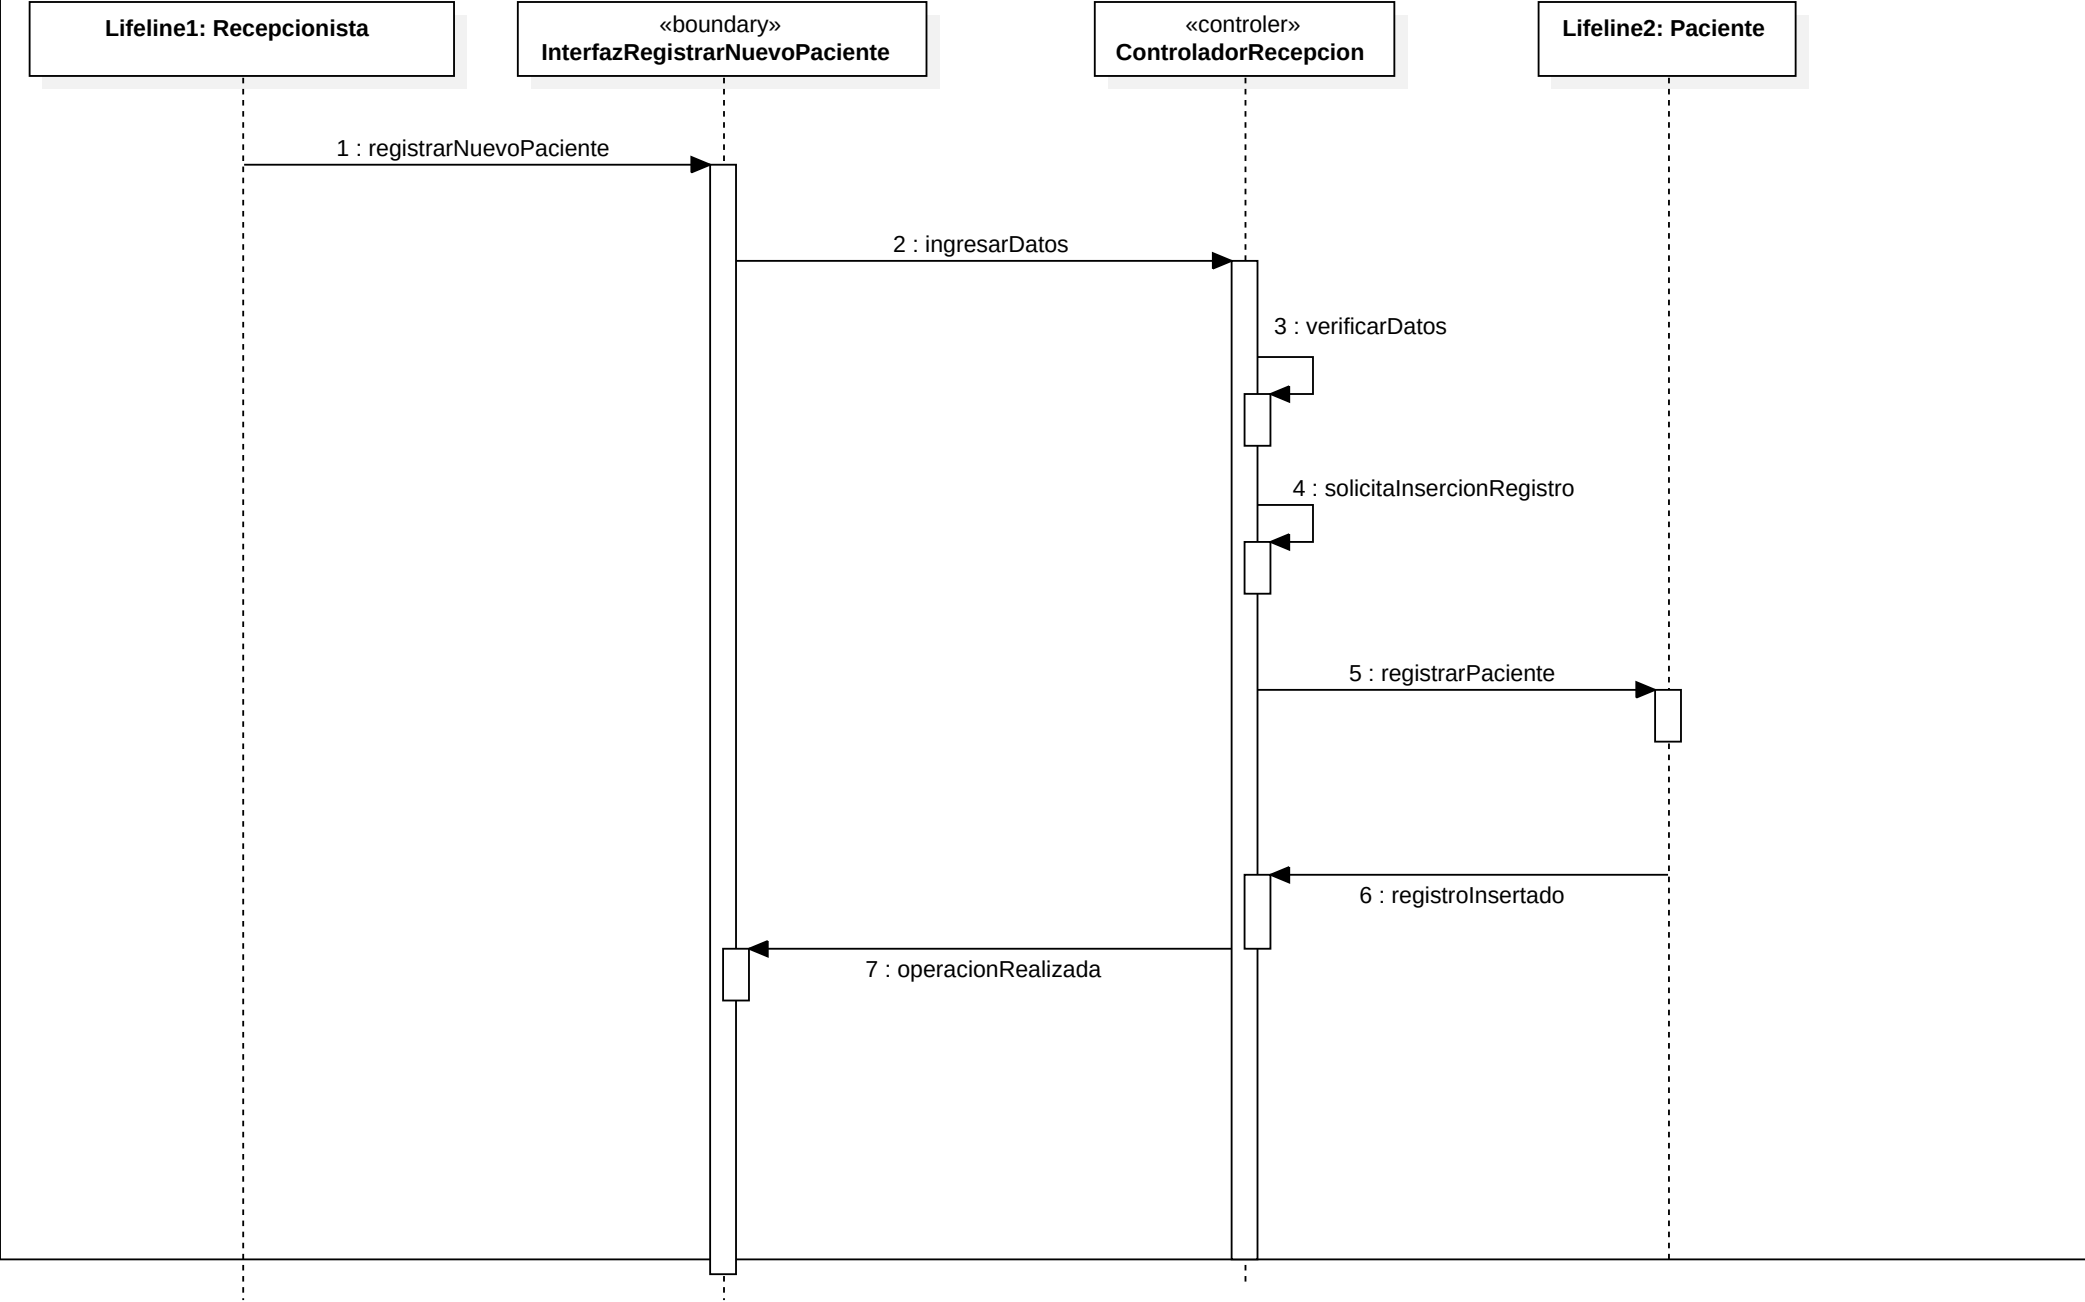 Lifeline1: Recepcionista
«boundary»
InterfazRegistrarNuevoPaciente
«controler»
ControladorRecepcion
Lifeline2: Paciente
1 : registrarNuevoPaciente
2 : ingresarDatos
3 : verificarDatos
4 : solicitaInsercionRegistro
5 : registrarPaciente
6 : registroInsertado
7 : operacionRealizada